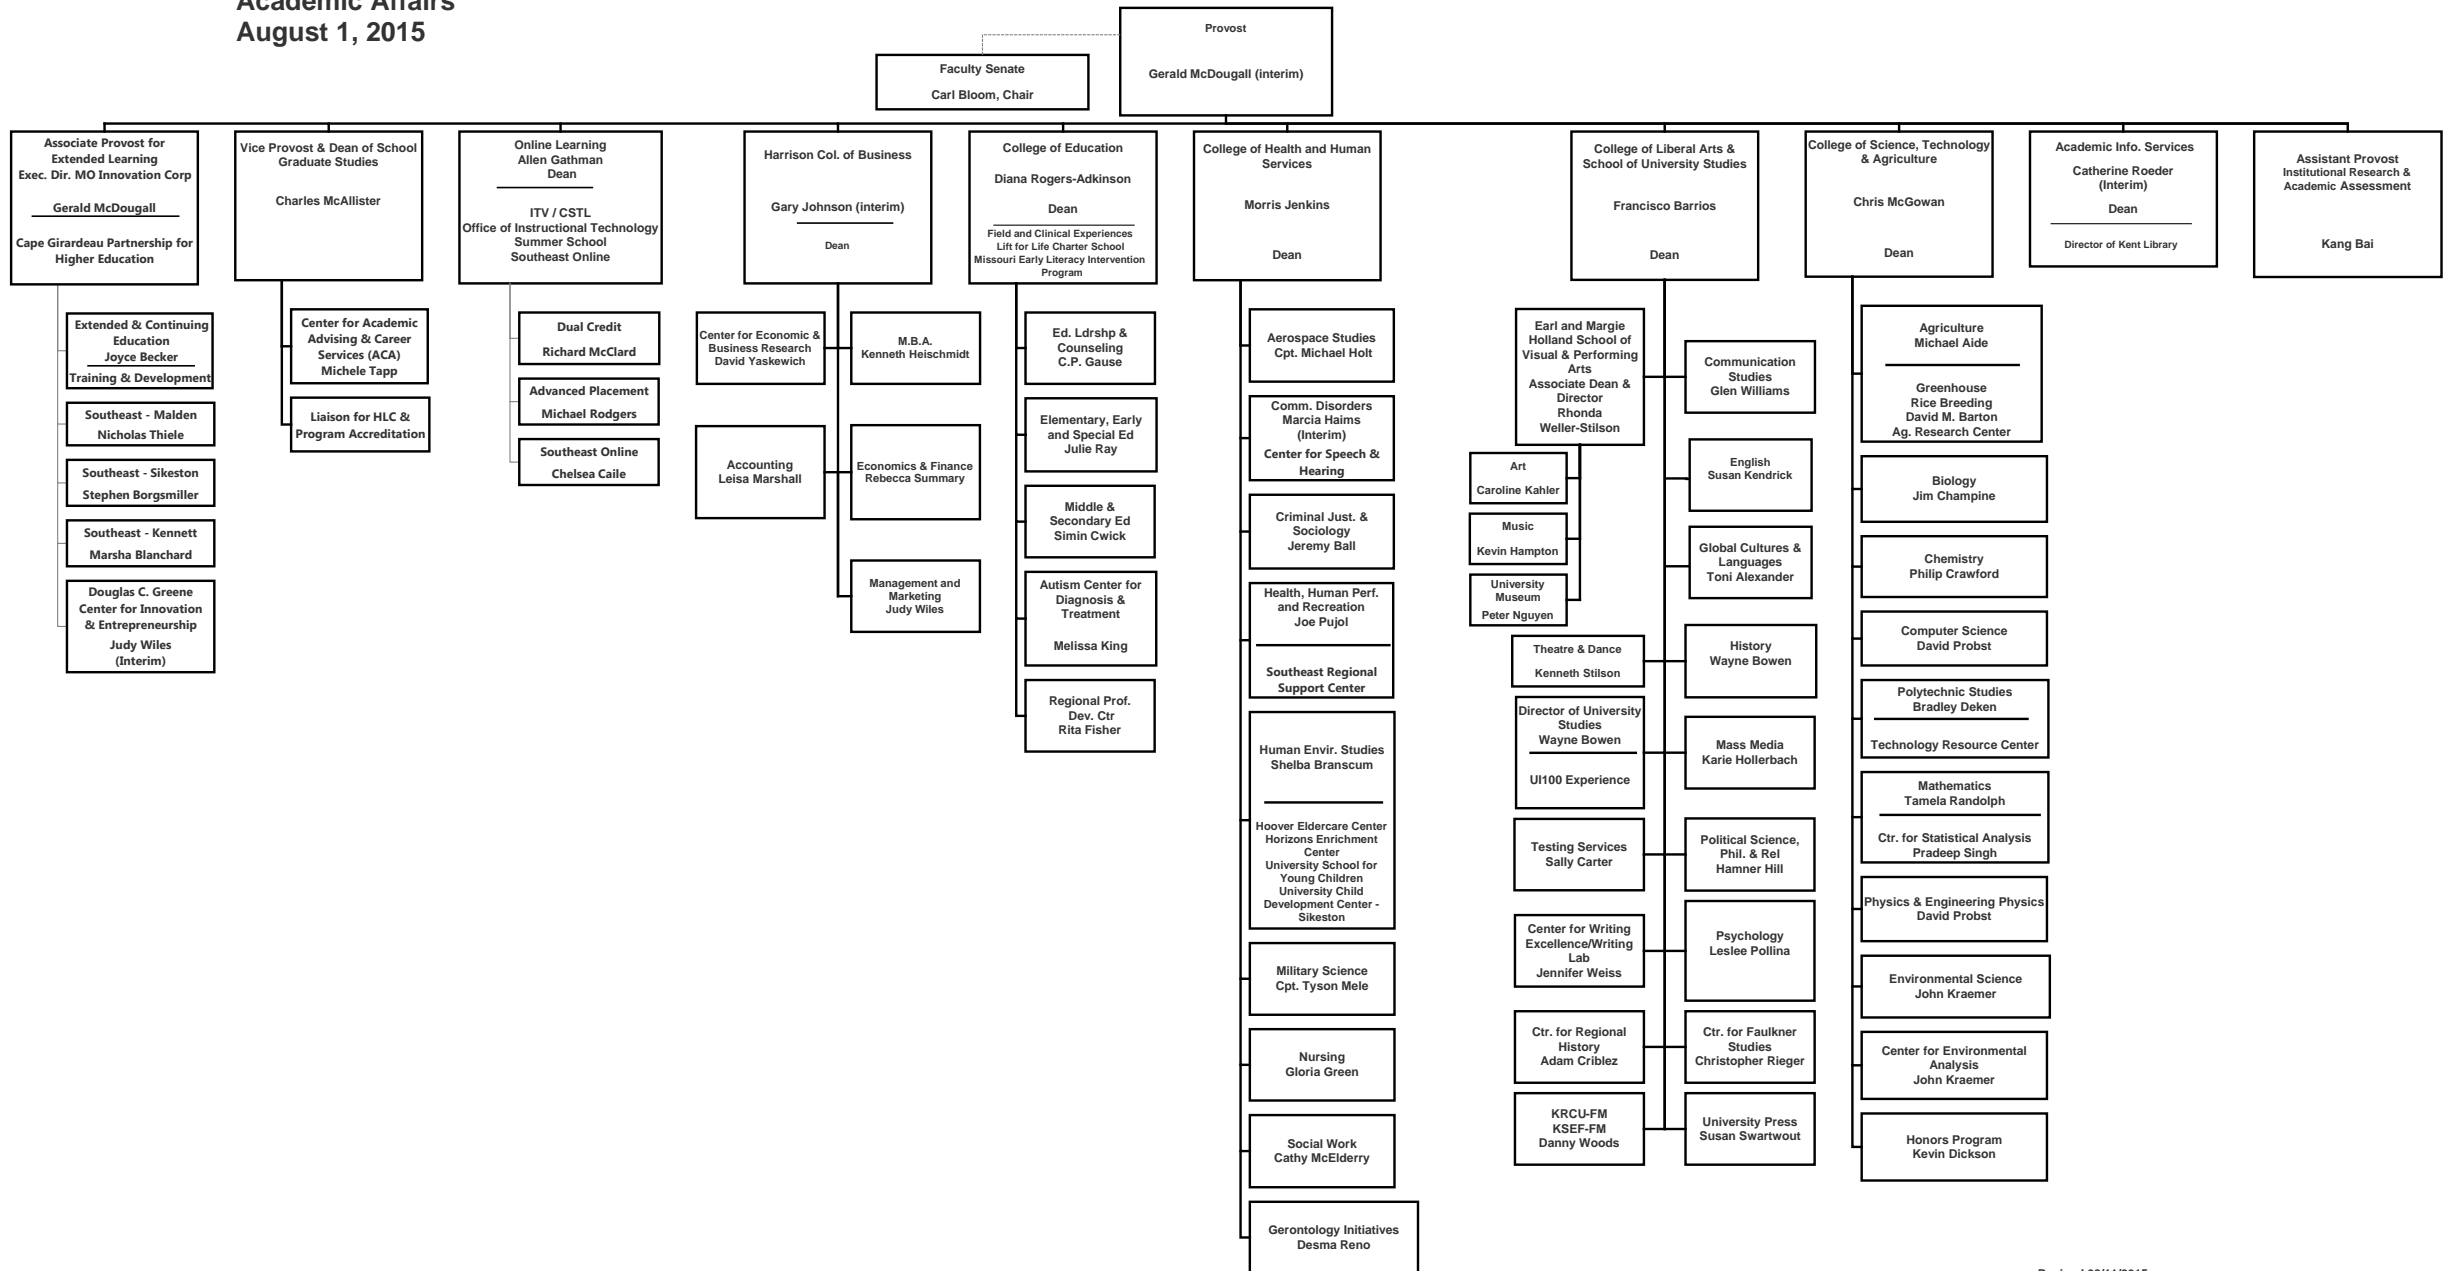 Academic Affairs
August 1, 2015
Provost
Gerald McDougall (interim)
Faculty Senate
Carl Bloom, Chair
Associate Provost for
Extended Learning
Exec. Dir. MO Innovation Corp
Gerald McDougall
Cape Girardeau Partnership for
Higher Education
Extended & Continuing
Education
Joyce Becker
Training & Development
Southeast - Malden
Nicholas Thiele
Southeast - Sikeston
Stephen Borgsmiller
Southeast - Kennett
Marsha Blanchard
Douglas C. Greene
Center for Innovation
& Entrepreneurship
Judy Wiles
(Interim)
Vice Provost & Dean of School
Graduate Studies
Charles McAllister
Center for Academic
Advising & Career
Services (ACA)
Michele Tapp
Liaison for HLC &
Program Accreditation
Online Learning
Allen Gathman
Dean
ITV / CSTL
Office of Instructional Technology
Summer School
Southeast Online
Dual Credit
Richard McClard
Advanced Placement
Michael Rodgers
Southeast Online
Chelsea Caile
Harrison Col. of Business
Gary Johnson (interim)
Dean
Center for Economic &
Business Research
David Yaskewich
M.B.A.
Kenneth Heischmidt
Accounting
Leisa Marshall
Economics & Finance
Rebecca Summary
Management and
Marketing
Judy Wiles
College of Education
Diana Rogers-Adkinson
Dean
Field and Clinical Experiences
Lift for Life Charter School
Missouri Early Literacy Intervention
Program
Ed. Ldrshp &
Counseling
C.P. Gause
Elementary, Early
and Special Ed
Julie Ray
Middle &
Secondary Ed
Simin Cwick
Autism Center for
Diagnosis &
Treatment
Melissa King
Regional Prof.
Dev. Ctr
Rita Fisher
College of Health and Human
Services
Morris Jenkins
Dean
Aerospace Studies
Cpt. Michael Holt
Comm. Disorders
Marcia Haims
(Interim)
Center for Speech &
Hearing
Criminal Just. &
Sociology
Jeremy Ball
Health, Human Perf.
and Recreation
Joe Pujol
Southeast Regional
Support Center
Human Envir. Studies
Shelba Branscum
Hoover Eldercare Center
Horizons Enrichment
Center
University School for
Young Children
University Child
Development Center -
Sikeston
Military Science
Cpt. Tyson Mele
Nursing
Gloria Green
Social Work
Cathy McElderry
Gerontology Initiatives
Desma Reno
College of Liberal Arts &
School of University Studies
Francisco Barrios
Dean
Earl and Margie
Holland School of
Visual & Performing
Arts
Associate Dean &
Director
Rhonda
Weller-Stilson
Art
Caroline Kahler
Music
Kevin Hampton
University
Museum
Peter Nguyen
Theatre & Dance
Kenneth Stilson
Director of University
Studies
Wayne Bowen
UI100 Experience
Testing Services
Sally Carter
Center for Writing
Excellence/Writing
Lab
Jennifer Weiss
Ctr. for Regional
History
Adam Criblez
KRCU-FM
KSEF-FM
Danny Woods
Communication
Studies
Glen Williams
English
Susan Kendrick
Global Cultures &
Languages
Toni Alexander
History
Wayne Bowen
Mass Media
Karie Hollerbach
Political Science,
Phil. & Rel
Hamner Hill
Psychology
Leslee Pollina
Ctr. for Faulkner
Studies
Christopher Rieger
University Press
Susan Swartwout
College of Science, Technology
& Agriculture
Chris McGowan
Dean
Agriculture
Michael Aide
Greenhouse
Rice Breeding
David M. Barton
Ag. Research Center
Biology
Jim Champine
Chemistry
Philip Crawford
Computer Science
David Probst
Polytechnic Studies
Bradley Deken
Technology Resource Center
Mathematics
Tamela Randolph
Ctr. for Statistical Analysis
Pradeep Singh
Physics & Engineering Physics
David Probst
Environmental Science
John Kraemer
Center for Environmental
Analysis
John Kraemer
Honors Program
Kevin Dickson
Academic Info. Services
Catherine Roeder
(Interim)
Dean
Director of Kent Library
Assistant Provost
Institutional Research &
Academic Assessment
Kang Bai